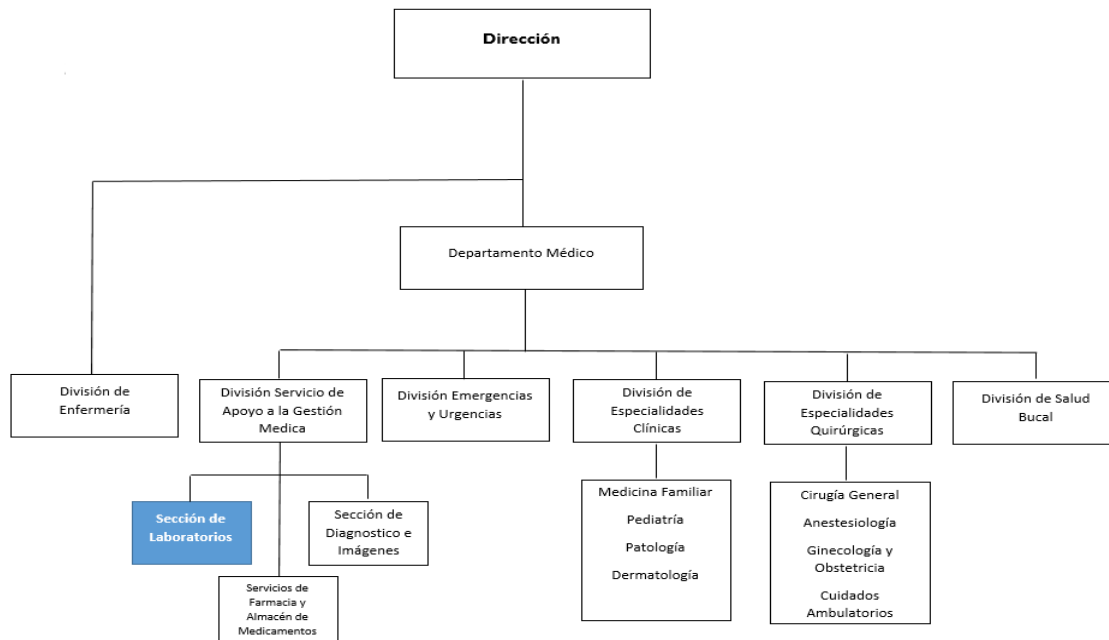 Dirección
Departamento Médico
División de
Enfermería
División Servicio de
Apoyo a la Gestión
Medica
División Emergencias
y Urgencias
División de
Especialidades
Clínicas
División de
Especialidades
Quirúrgicas
División de Salud
Bucal
Sección de
Laboratorios
Sección de
Diagnostico e
Imágenes
Servicios de
Farmacia y
Almacén de
Medicamentos
Medicina Familiar
Pediatría
Patología
Dermatología
Cirugía General
Anestesiología
Ginecología y
Obstetricia
Cuidados
Ambulatorios